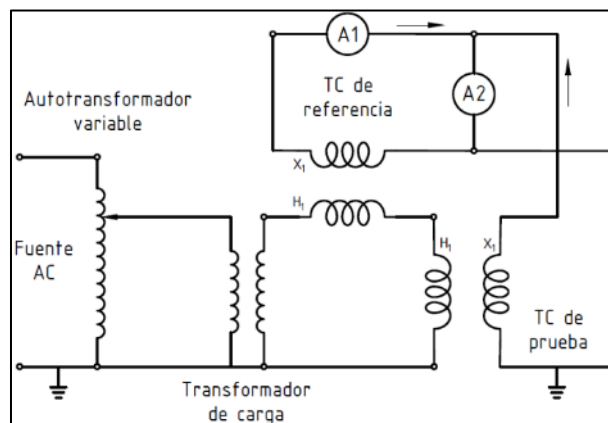 A1
TC de
referencia
A2
Autotransformador
variable
X1
H1
Fuente
AC
H1
X1
TC de
prueba
Transformador
de carga